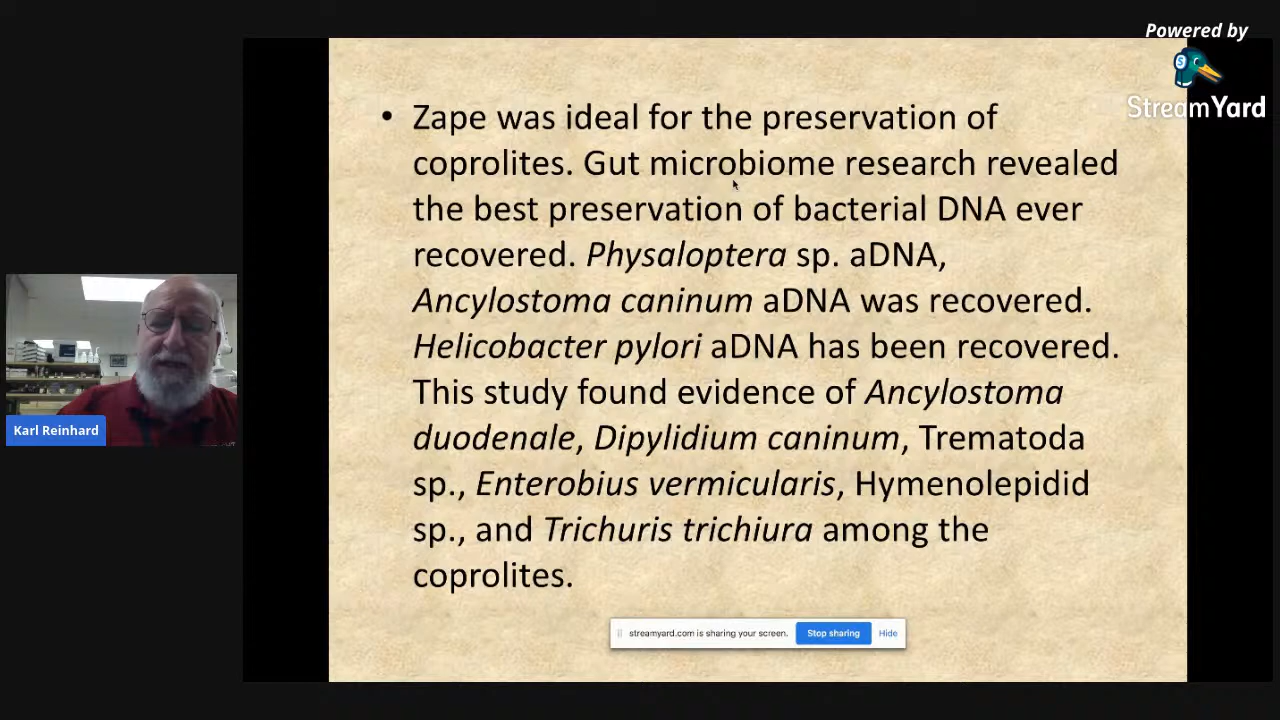 Powered by
StreamYard
• Zape was ideal for the preservation of
coprolites. Gut microbiome research revealed
the best preservation of bacterial DNA ever
recovered. Physaloptera sp. aDNA,
Ancylostoma caninum aDNA was recovered.
Helicobacter pylori aDNA has been recovered.
This study found evidence of Ancylostoma
duodenale, Dipylidium caninum, Trematoda
sp., Enterobius vermicularis, Hymenolepidid
sp., and Trichuris trichiura among the
coprolites.
Karl Reinhard
streamyard.com is sharing your screen. Stop sharing Hide